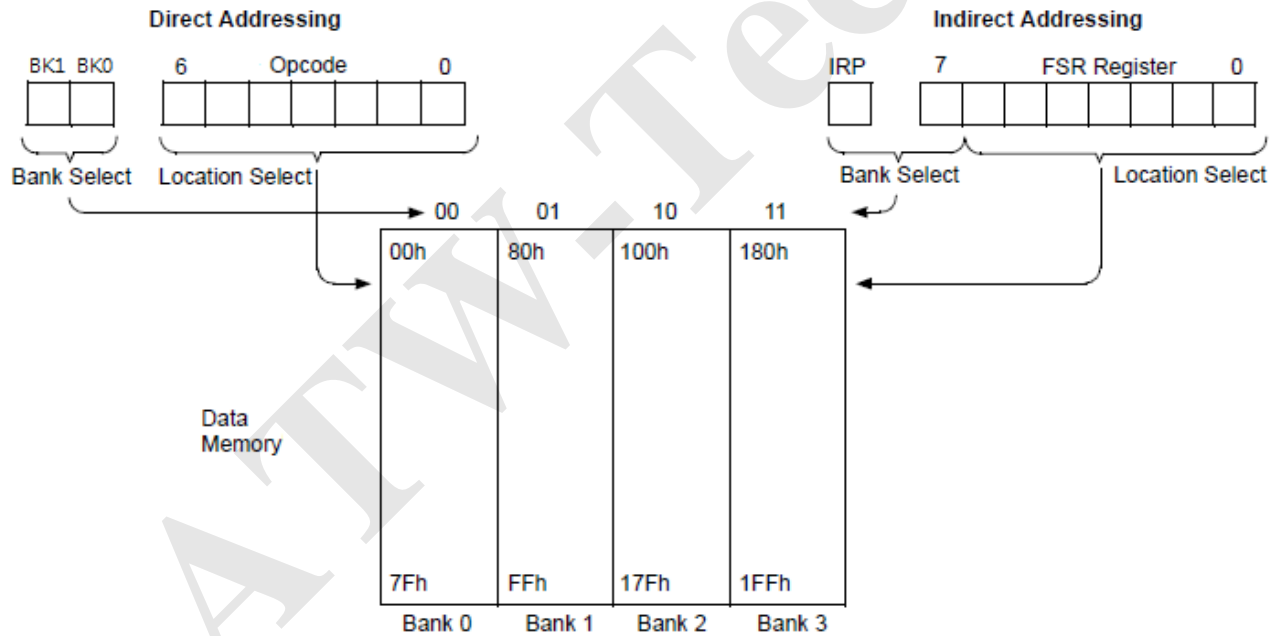 Direct Addressing
Indirect Addressing
BK1 BK0
6 Opcode 0
IRP
7 FSR Register 0
Bank Select
Location Select
Bank Select
Location Select
00 01 10 11
00h 80h 100h 180h
Data
Memory
7Fh FFh 17Fh 1FFh
Bank 0 Bank 1 Bank 2 Bank 3